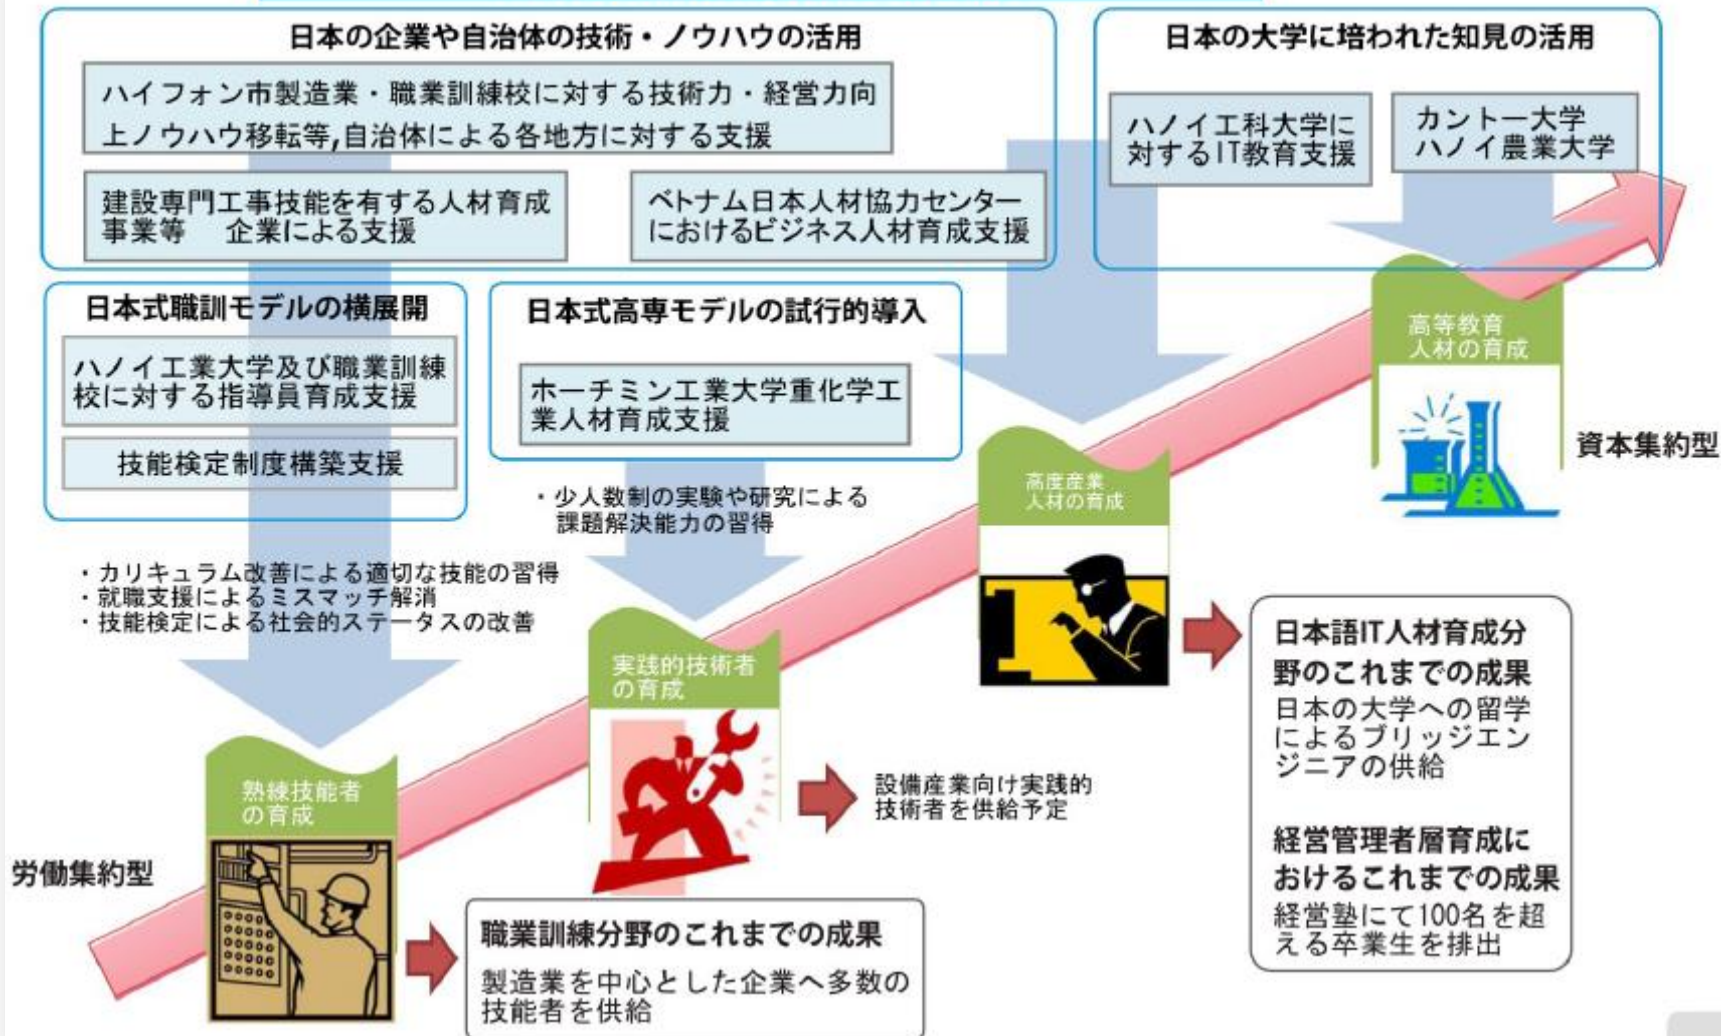 日本の企業や自治体の技術・ノウハウの活用
ハイフォン市製造業・職業訓練校に対する技術力・経営力向
上ノウハウ移転等,自治体による各地方に対する支援
建設専門工事技能を有する人材育成
事業等　企業による支援
ベトナム日本人材協力センター
におけるビジネス人材育成支援
日本の大学に培われた知見の活用
ハノイ工科大学に
対するIT教育支援
カントー大学
ハノイ農業大学
日本式職訓モデルの横展開
ハノイ工業大学及び職業訓練
校に対する指導員育成支援
技能検定制度構築支援
・カリキュラム改善による適切な技能の習得
・就職支援によるミスマッチ解消
・技能検定による社会的ステータスの改善
日本式高専モデルの試行的導入
ホーチミン工業大学重化学工
業人材育成支援
・少人数制の実験や研究による
課題解決能力の習得
高等教育
人材の育成
資本集約型
高度産業
人材の育成
日本語IT人材育成分
野のこれまでの成果
日本の大学への留学
によるブリッジエン
ジニアの供給
経営管理者層育成に
おけるこれまでの成果
経営塾にて100名を超
える卒業生を排出
実践的技術者
の育成
設備産業向け実践的
技術者を供給予定
熟練技能者
の育成
労働集約型
職業訓練分野のこれまでの成果
製造業を中心とした企業へ多数の
技能者を供給